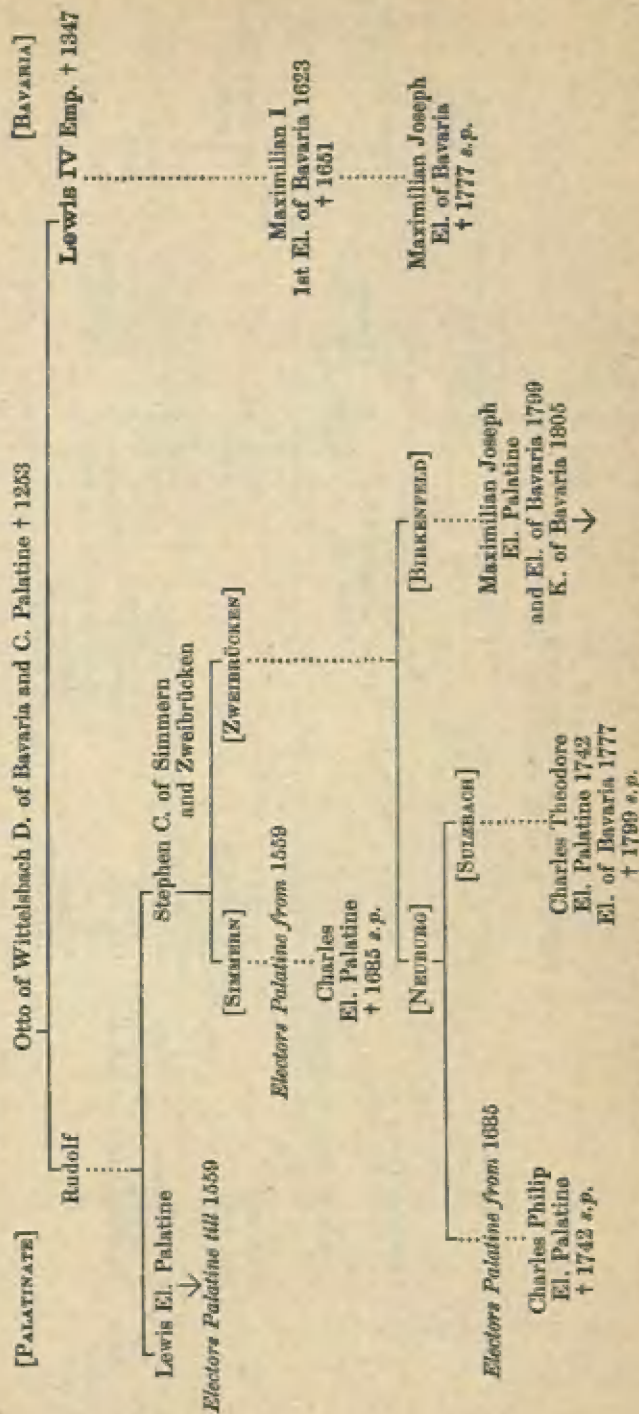 [PALATINATE]
Otto of Wittelsbach D. of Bavaria and C. Palatine † 1253
[BAVARIA]
Rudolf
Lewis IV Emp. † 1347
Lewis El. Palatine
Electors Palatine till 1559
Stephen C. of Simmern
and Zweibrücken
[SIMMERN]
Electors Palatine from 1559
Charles
El. Palatine
† 1685 s.p.
[ZWEIBRÜCKEN]
Maximilian I
1st El. of Bavaria 1623
† 1651
[NEUBURG]
[BIRKENFELD]
Maximilian Joseph
El. of Bavaria
† 1777 s.p.
Electors Palatine from 1685
Charles Philip
El. Palatine
† 1742 s.p.
[SULZBACH]
Charles Theodore
El. Palatine 1742
El. of Bavaria 1777
† 1799 s.p.
Maximilian Joseph
El. Palatine
and El. of Bavaria 1799
K. of Bavaria 1805